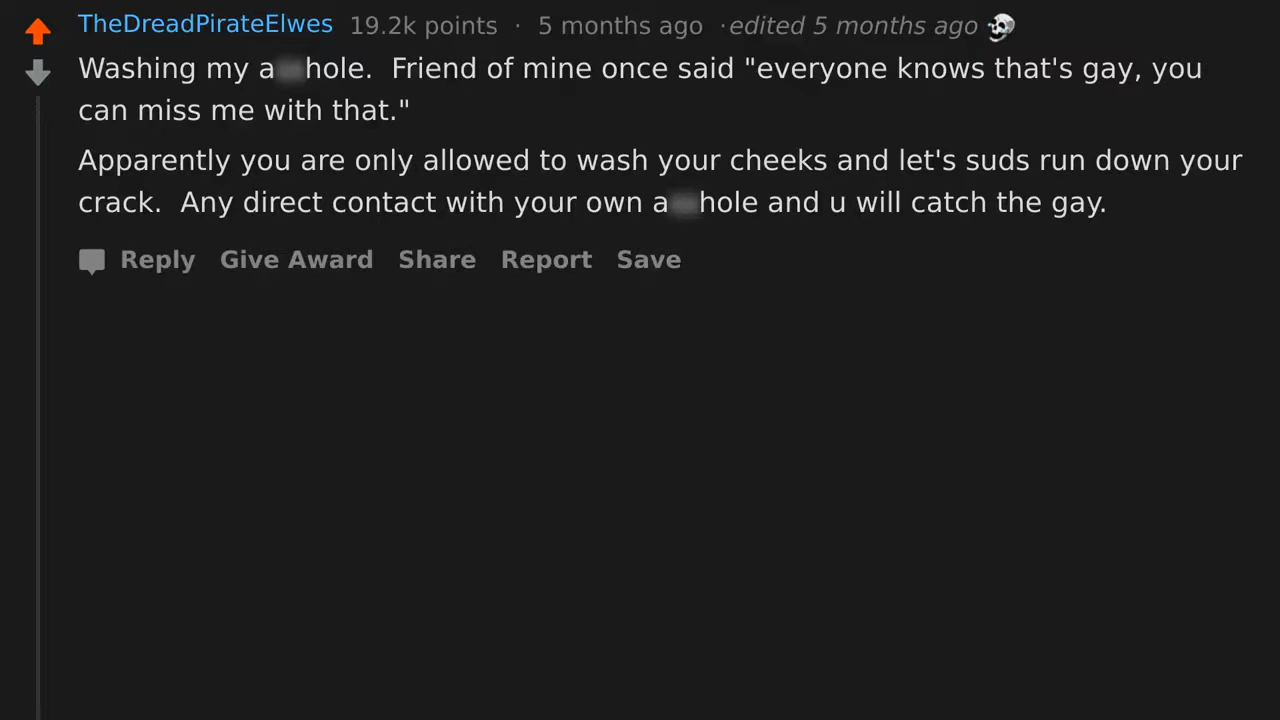 TheDreadPirateElwes 19.2k points · 5 months ago · edited 5 months ago
Washing my a hole. Friend of mine once said "everyone knows that's gay, you
can miss me with that."
Apparently you are only allowed to wash your cheeks and let's suds run down your
crack. Any direct contact with your own a hole and u will catch the gay.
Reply Give Award Share Report Save